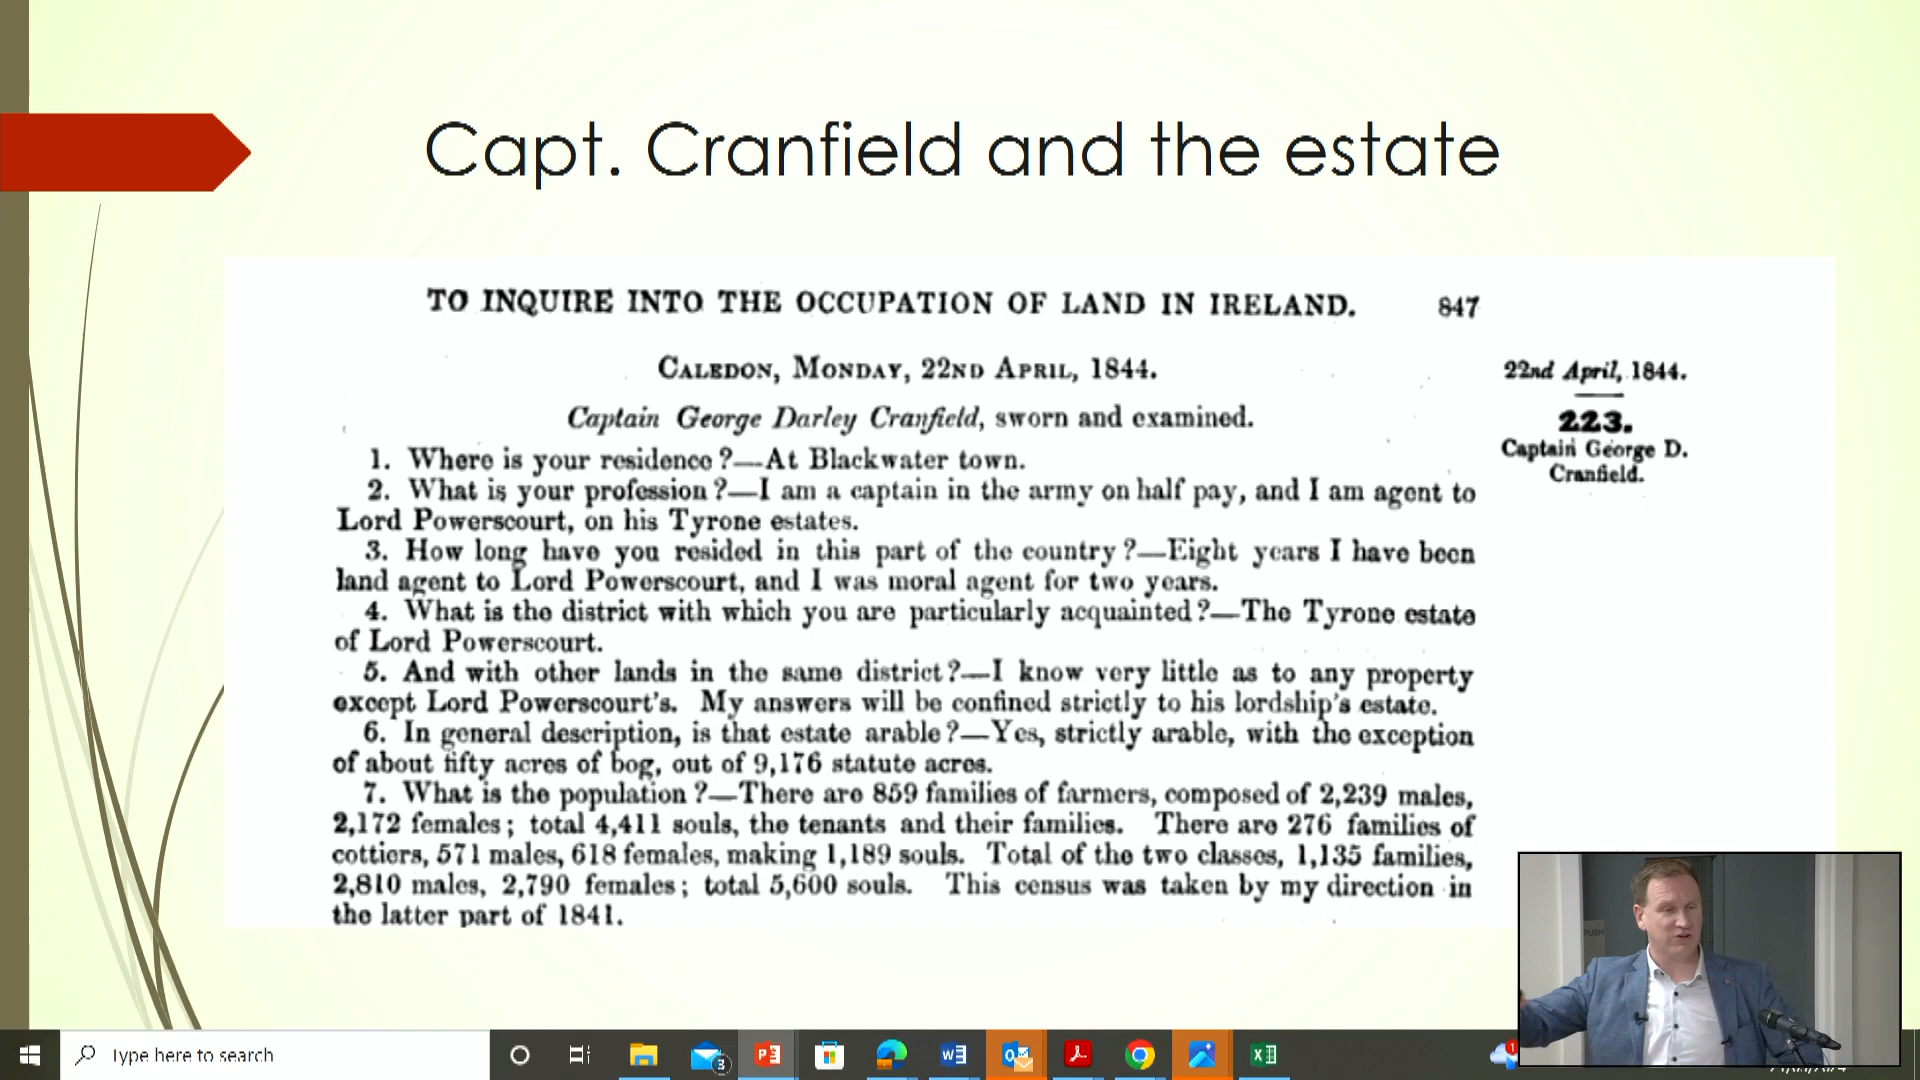 Capt. Cranfield and the estate
TO INQUIRE INTO THE OCCUPATION OF LAND IN IRELAND. 847
CALEDON, MONDAY, 22ND APRIL, 1844.
22nd April, 1844.
Captain George Darley Cranfield, sworn and examined.
223.
Captain George D.
Cranfield.
1. Where is your residence?—At Blackwater town.
2. What is your profession?—I am a captain in the army on half pay, and I am agent to
Lord Powerscourt, on his Tyrone estates.
3. How long have you resided in this part of the country?—Eight years I have been
land agent to Lord Powerscourt, and I was moral agent for two years.
4. What is the district with which you are particularly acquainted?—The Tyrone estate
of Lord Powerscourt.
5. And with other lands in the same district?—I know very little as to any property
except Lord Powerscourt's. My answers will be confined strictly to his lordship's estate.
6. In general description, is that estate arable?—Yes, strictly arable, with the exception
of about fifty acres of bog, out of 9,176 statute acres.
7. What is the population?—There are 859 families of farmers, composed of 2,239 males,
2,172 females; total 4,411 souls, the tenants and their families. There are 276 families of
cottiers, 571 males, 618 females, making 1,189 souls. Total of the two classes, 1,135 families,
2,810 males, 2,790 females; total 5,600 souls. This census was taken by my direction in
the latter part of 1841.
PUSH
Type here to search
3
1